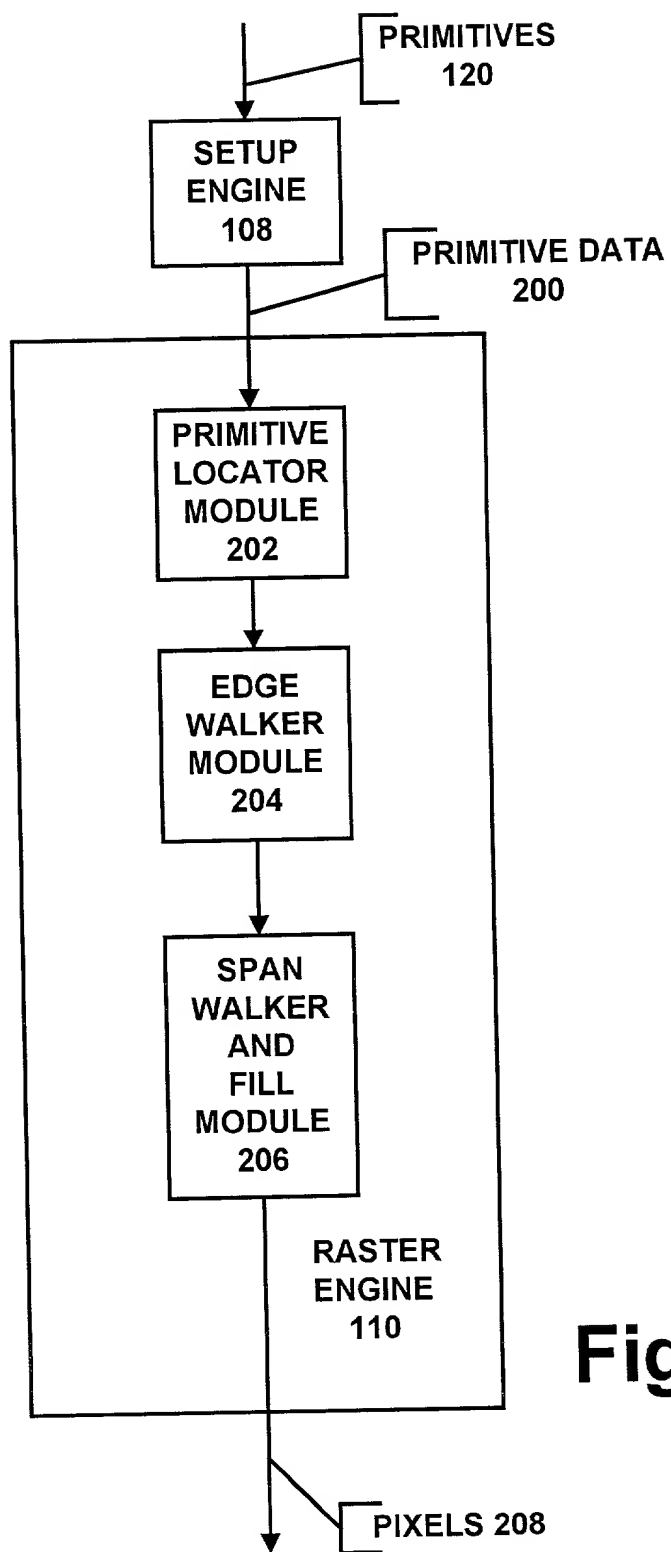 PRIMITIVES
120
SETUP
ENGINE
108
PRIMITIVE DATA
200
PRIMITIVE
LOCATOR
MODULE
202
EDGE
WALKER
MODULE
204
SPAN
WALKER
AND
FILL
MODULE
206
RASTER
ENGINE
110
Fig
PIXELS 208